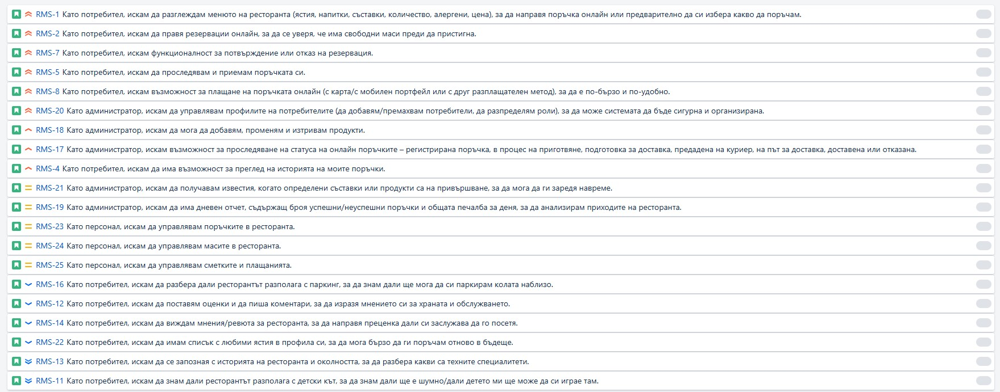 RMS-1 Като потребител, искам да разглеждам менюто на ресторанта (ястия, напитки, съставки, количество, алергени, цена), за да направя поръчка онлайн или предварително да си избера какво да поръчам.
RMS-2 Като потребител, искам да правя резервации онлайн, за да се уверя, че има свободни маси преди да пристигна.
RMS-7 Като потребител, искам функционалност за потвърждение или отказ на резервация.
RMS-5 Като потребител, искам да проследявам и приемам поръчката си.
RMS-8 Като потребител, искам възможност за плащане на поръчката онлайн (с карта/с мобилен портфейл или с друг разплащателен метод), за да е по-бързо и по-удобно.
RMS-20 Като администратор, искам да управлявам профилите на потребителите (да добавям/премахвам потребители, да разпределям роли), за да може системата да бъде сигурна и организирана.
RMS-18 Като администратор, искам да мога да добавям, променям и изтривам продукти.
RMS-17 Като администратор, искам възможност за проследяване на статуса на онлайн поръчките – регистрирана поръчка, в процес на приготвяне, подготовка за доставка, предадена на куриер, на път за доставка, доставена или отказана.
RMS-4 Като потребител, искам да има възможност за преглед на историята на моите поръчки.
RMS-21 Като администратор, искам да получавам известия, когато определени съставки или продукти са на привършване, за да мога да ги заредя навреме.
RMS-19 Като администратор, искам да има дневен отчет, съдържащ броя успешни/неуспешни поръчки и общата печалба за деня, за да анализирам приходите на ресторанта.
RMS-23 Като персонал, искам да управлявам поръчките в ресторанта.
RMS-24 Като персонал, искам да управлявам масите в ресторанта.
RMS-25 Като персонал, искам да управлявам сметките и плащанията.
RMS-16 Като потребител, искам да разбера дали ресторантът разполага с паркинг, за да знам дали ще мога да си паркирам колата наблизо.
RMS-12 Като потребител, искам да поставям оценки и да пиша коментари, за да изразя мнението си за храната и обслужването.
RMS-14 Като потребител, искам да виждам мнения/ревюта за ресторанта, за да направя преценка дали си заслужава да го посетя.
RMS-22 Като потребител, искам да имам списък с любими ястия в профила си, за да мога бързо да ги поръчам отново в бъдеще.
RMS-13 Като потребител, искам да се запозная с историята на ресторанта и околността, за да разбера какви са техните специалитети.
RMS-11 Като потребител, искам да знам дали ресторантът разполага с детски кът, за да знам дали ще е шумно/дали детето ми ще може да си играе там.